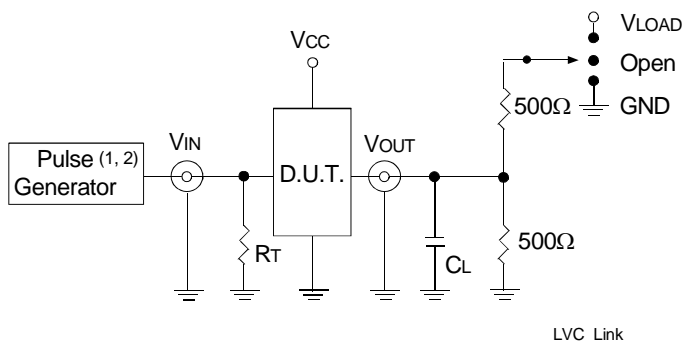 VLOAD
VCC
Open
500Ω
GND
VIN
VOUT
Pulse (1, 2)
Generator
D.U.T.
RT
CL
500Ω
LVC Link